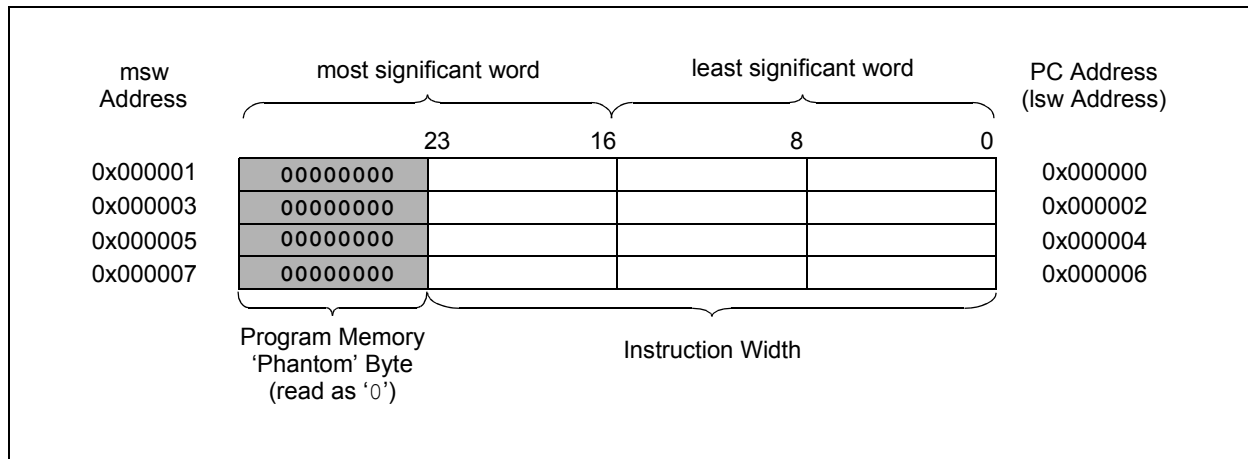 msw
Address
most significant word
least significant word
PC Address
(lsw Address)
23 16 8 0
0x000001 00000000 0x000000
0x000003 00000000 0x000002
0x000005 00000000 0x000004
0x000007 00000000 0x000006
Program Memory
‘Phantom’ Byte
(read as ‘0’)
Instruction Width